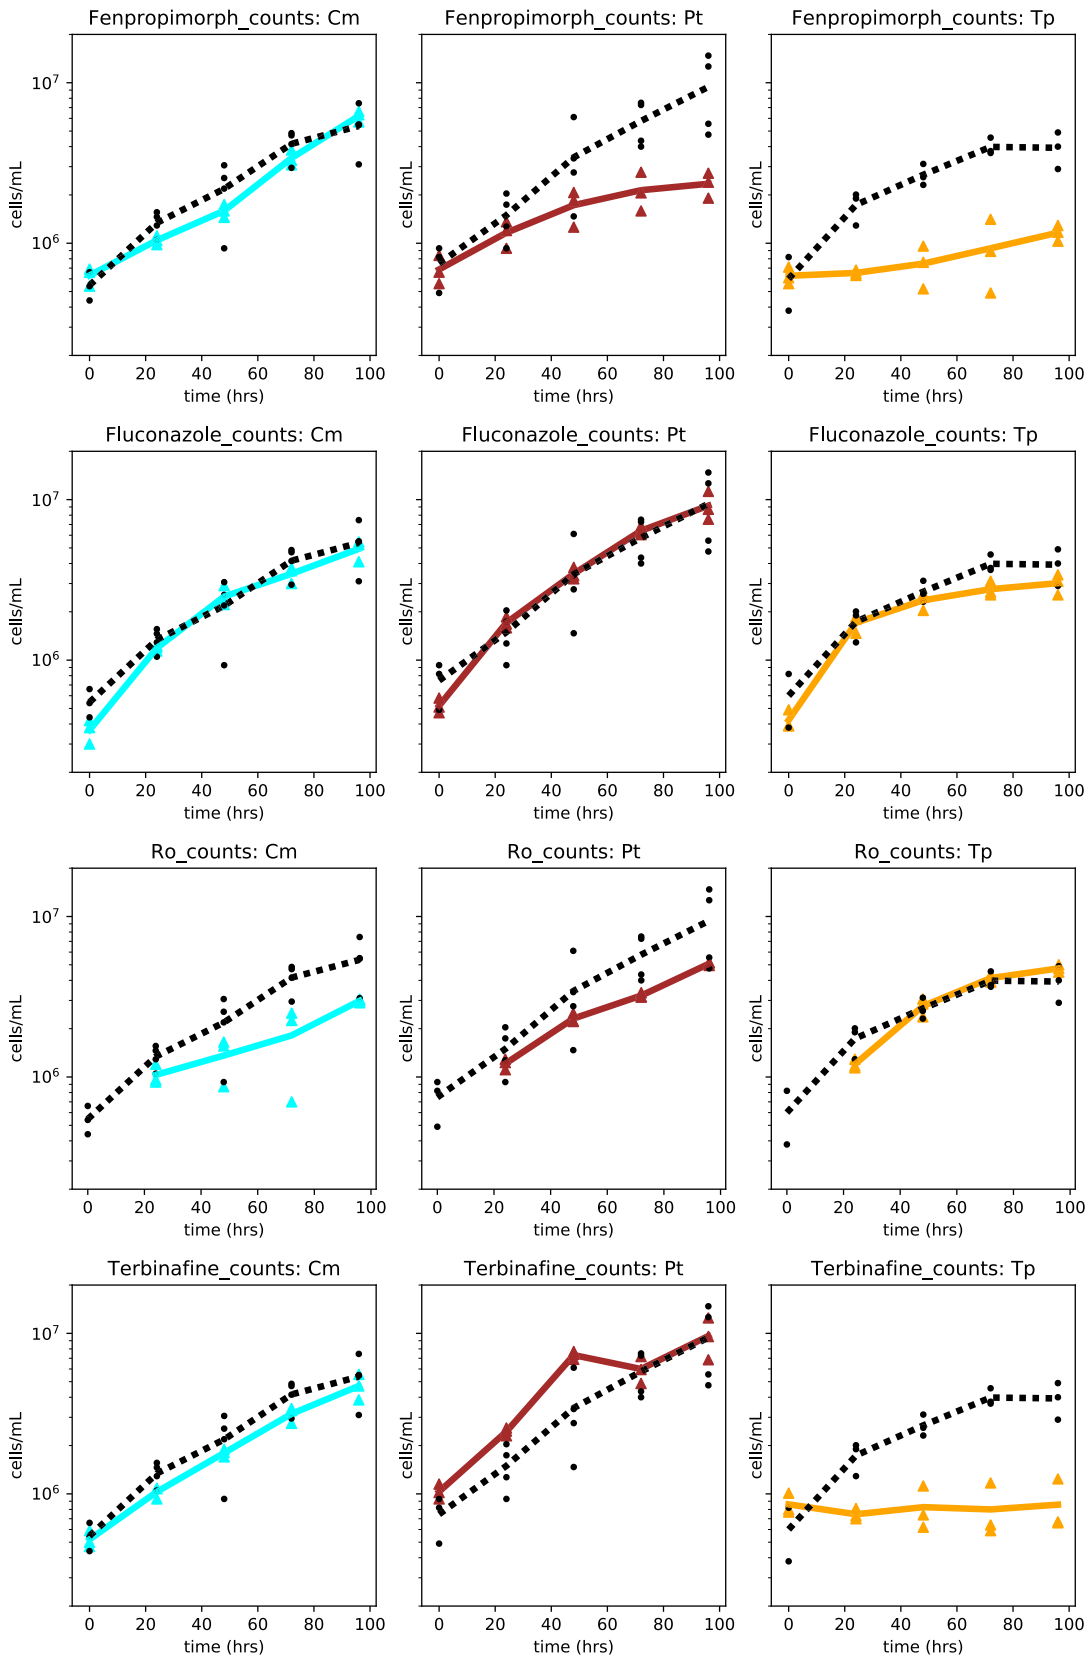 Fenpropimorph_counts: Cm
Fenpropimorph_counts: Pt
Fenpropimorph_counts: Tp
10^7
10^6
cells/mL
cells/mL
cells/mL
0 20 40 60 80 100
0 20 40 60 80 100
0 20 40 60 80 100
time (hrs)
time (hrs)
time (hrs)
Fluconazole_counts: Cm
Fluconazole_counts: Pt
Fluconazole_counts: Tp
10^7
10^6
cells/mL
cells/mL
cells/mL
0 20 40 60 80 100
0 20 40 60 80 100
0 20 40 60 80 100
time (hrs)
time (hrs)
time (hrs)
Ro_counts: Cm
Ro_counts: Pt
Ro_counts: Tp
10^7
10^6
cells/mL
cells/mL
cells/mL
0 20 40 60 80 100
0 20 40 60 80 100
0 20 40 60 80 100
time (hrs)
time (hrs)
time (hrs)
Terbinafine_counts: Cm
Terbinafine_counts: Pt
Terbinafine_counts: Tp
10^7
10^6
cells/mL
cells/mL
cells/mL
0 20 40 60 80 100
0 20 40 60 80 100
0 20 40 60 80 100
time (hrs)
time (hrs)
time (hrs)